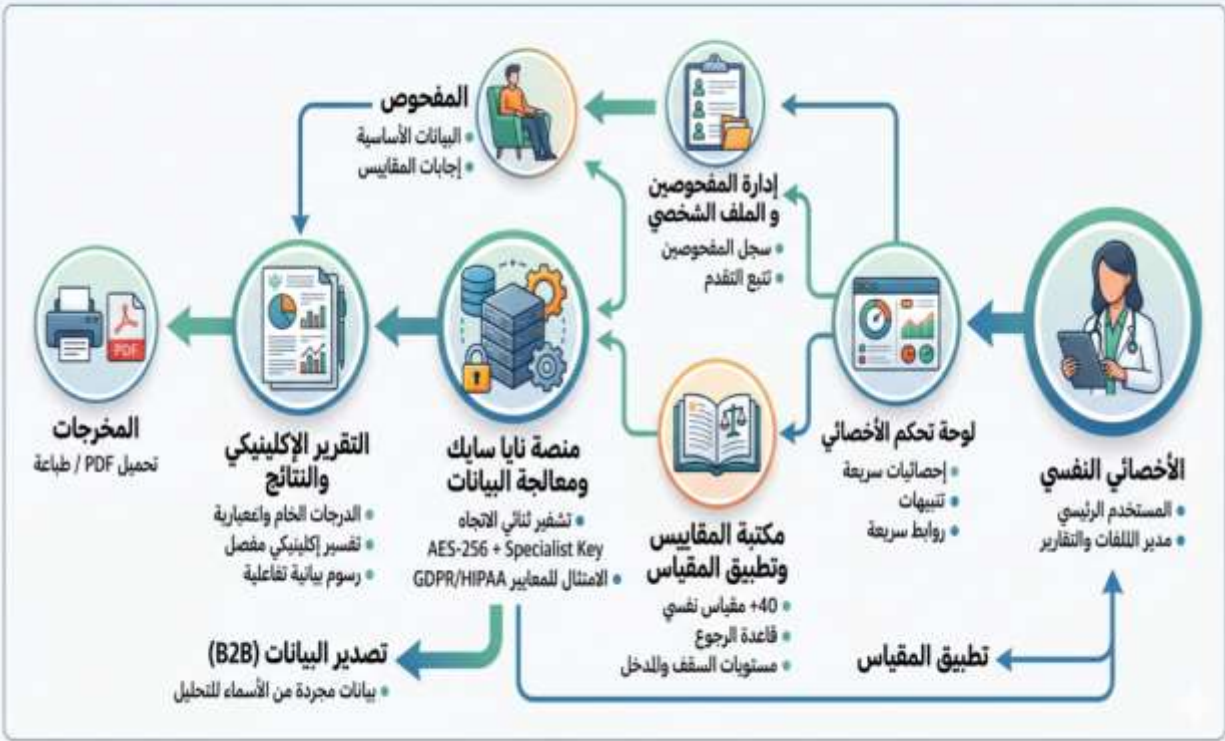 الأخصائي النفسي
المستخدم الرئيسي
مدير الللفات والتقارير
لوحة تحكم الأخصائي
إحصائيات سريعة
تنبيهات
روابط سريعة
إدارة المفحوصين
و الملف الشخصي
سجل المفحوصين
تتبع التقدم
مكتبة المقاييس
وتطبيق المقياس
40+ مقياس نفسي
قاعدة الرجوع
مستويات السقف والمدخل
المفحوص
البيانات الأساسية
إجابات المقاييس
منصة نايا سايك
ومعالجة البيانات
تشفير ثنائي الاتجاه
AES-256 + Specialist Key
الامتثال للمعايير GDPR/HIPAA
التقرير الإكلينيكي
والنتائج
الدرجات الخام
تفسير إكلينيكي مفصل
رسوم بيانية تفاعلية
PDF
المخرجات
تحميل PDF / طباعة
تصدير البيانات (B2B)
بيانات مجردة من الأسماء للتحليل
تطبيق المقياس